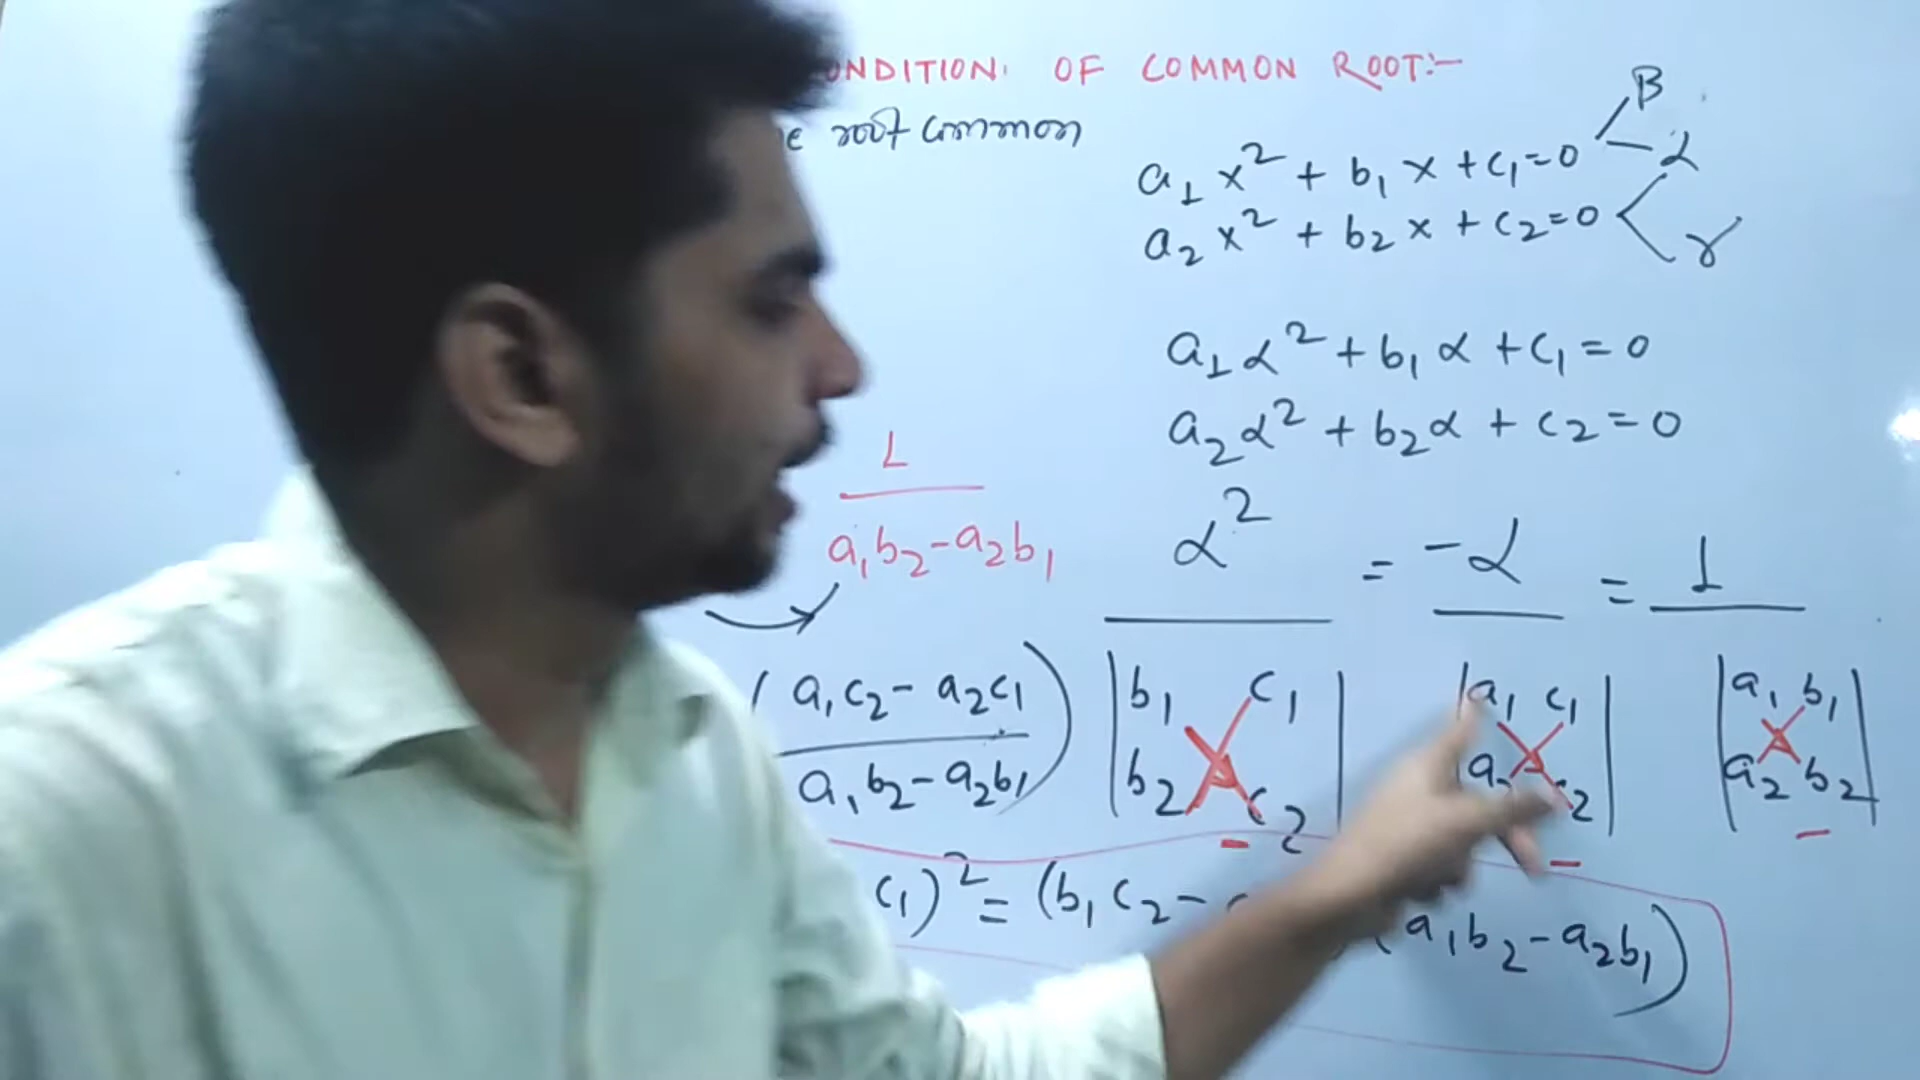 ONDITION. OF COMMON ROOT:-
root common
a₁x² + b₁x + c₁=0
β
α
a₂x² + b₂x + c₂=0
γ
a₁α² + b₁α + c₁ = 0
a₂α² + b₂α + c₂ = 0
1
a₁b₂-a₂b₁
α² = -α = 1
(a₁c₂ - a₂c₁
a₁b₂-a₂b₁)
|b₁ c₁| |a₁ c₁| |a₁ b₁|
|b₂ c₂| |a₂ c₂| |a₂ b₂|
c₁)² = (b₁c₂- (a₁b₂-a₂b₁)